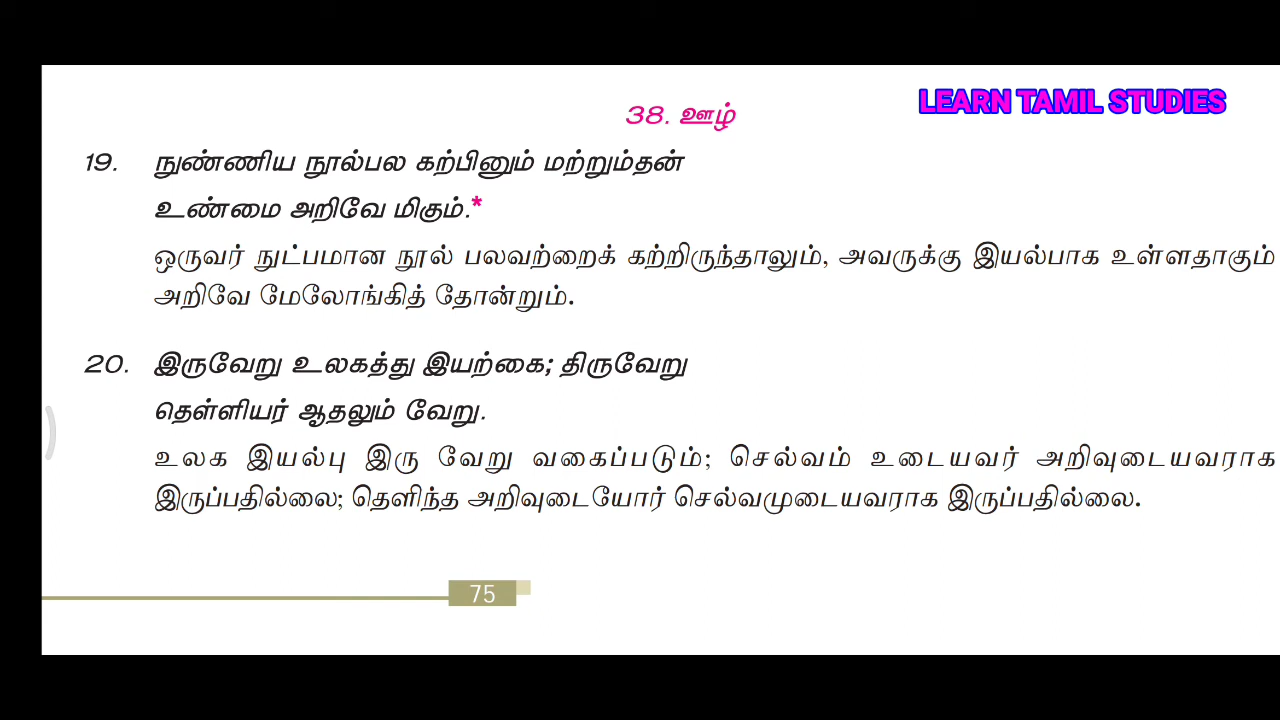 LEARN TAMIL STUDIES
38. ஊழ்
19. நுண்ணிய நூல்பல கற்பினும் மற்றும்தன்
உண்மை அறிவே மிகும்.*
ஒருவர் நுட்பமான நூல் பலவற்றைக் கற்றிருந்தாலும், அவருக்கு இயல்பாக உள்ளதாகும்
அறிவே மேலோங்கித் தோன்றும்.
20. இருவேறு உலகத்து இயற்கை; திருவேறு
தெள்ளியர் ஆதலும் வேறு.
உலக இயல்பு இரு வேறு வகைப்படும்; செல்வம் உடையவர் அறிவுடையவராக
இருப்பதில்லை; தெளிந்த அறிவுடையோர் செல்வமுடையவராக இருப்பதில்லை.
75